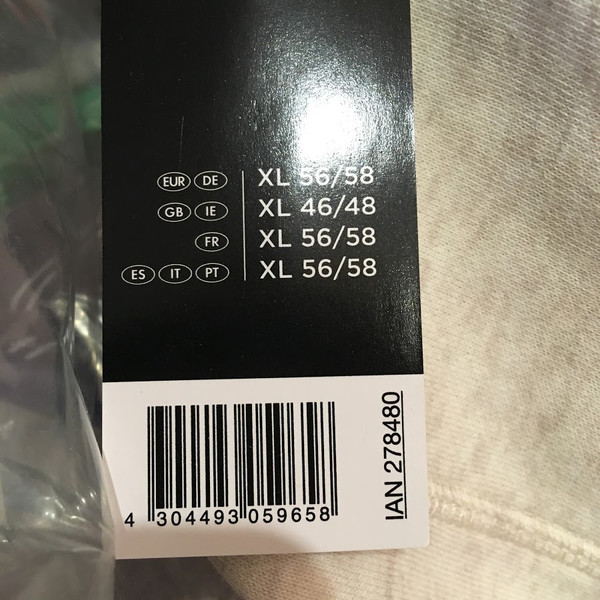 EUR DE XL 56/58
GB IE XL 46/48
FR XL 56/58
ES IT PT XL 56/58
4 304493 059658
IAN 278480